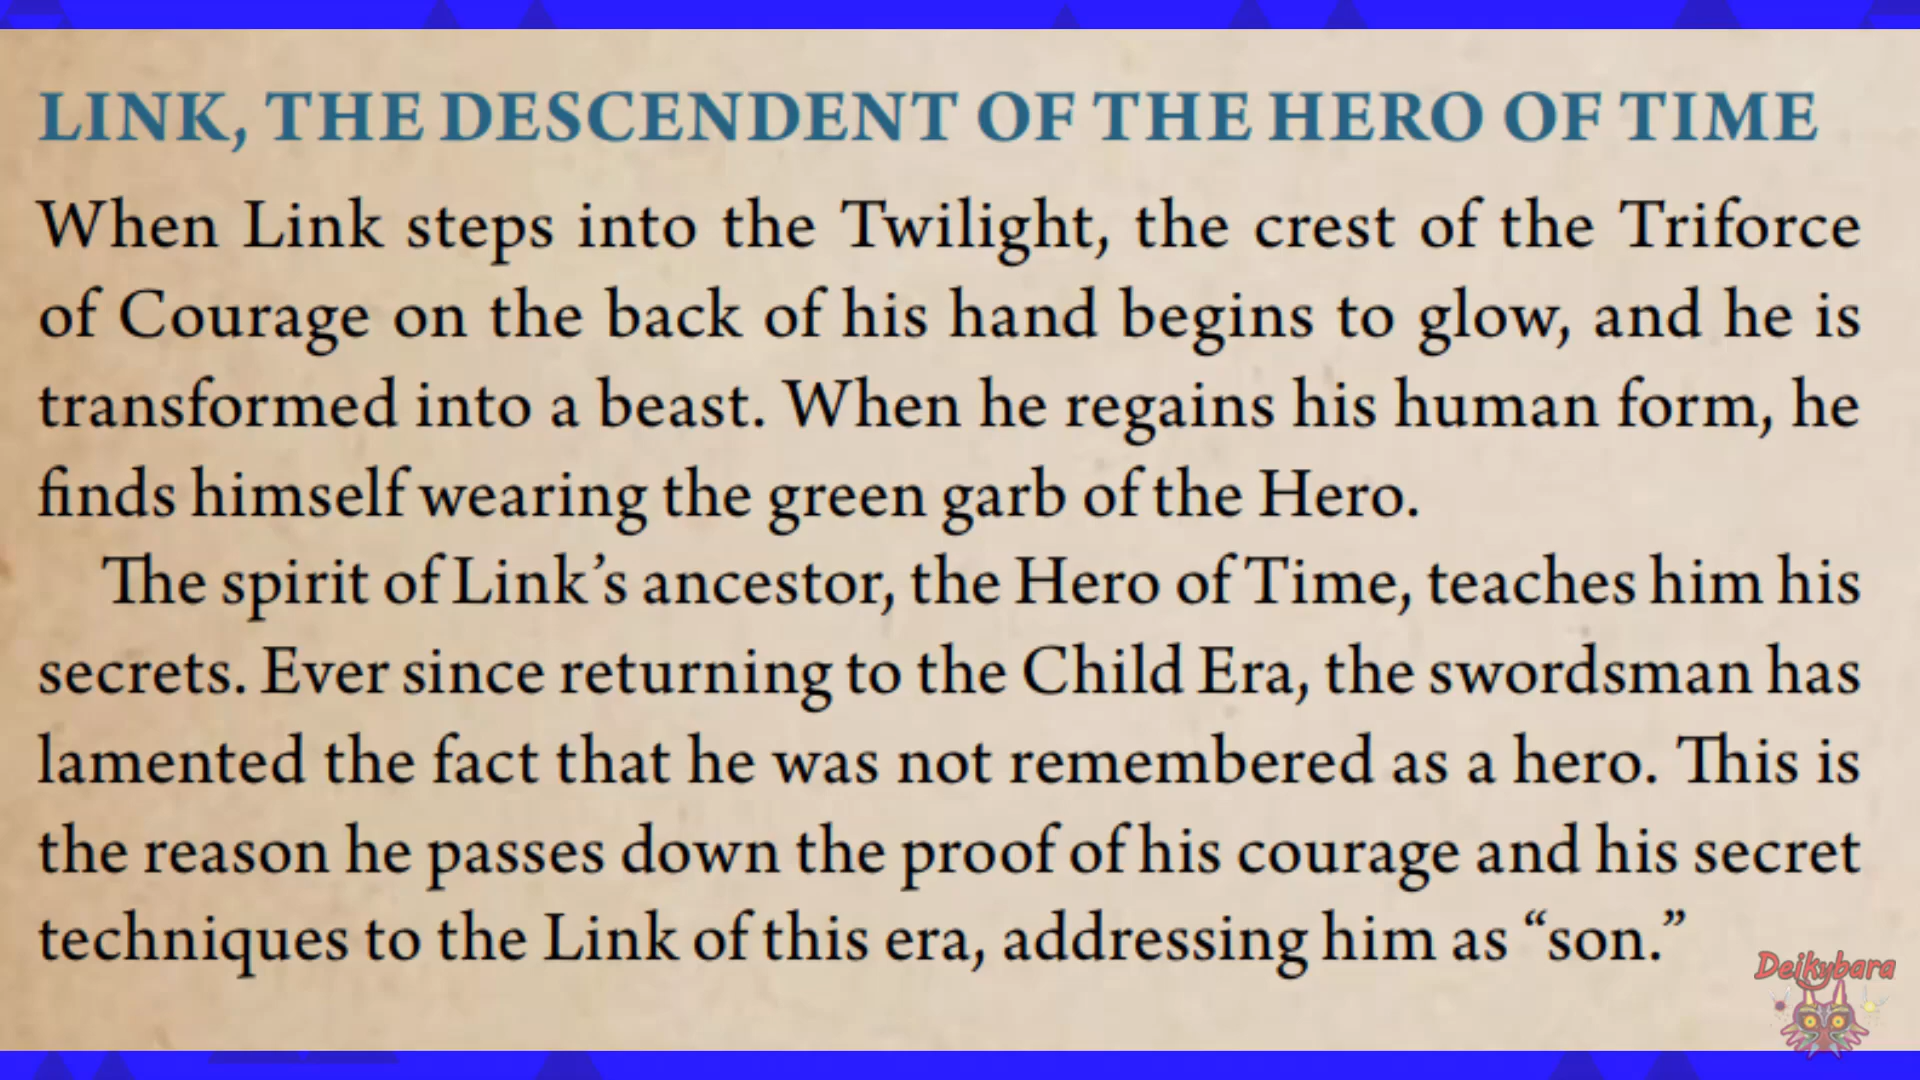 LINK, THE DESCENDENT OF THE HERO OF TIME
When Link steps into the Twilight, the crest of the Triforce
of Courage on the back of his hand begins to glow, and he is
transformed into a beast. When he regains his human form, he
finds himself wearing the green garb of the Hero.
The spirit of Link’s ancestor, the Hero of Time, teaches him his
secrets. Ever since returning to the Child Era, the swordsman has
lamented the fact that he was not remembered as a hero. This is
the reason he passes down the proof of his courage and his secret
techniques to the Link of this era, addressing him as “son.”
Deikybara